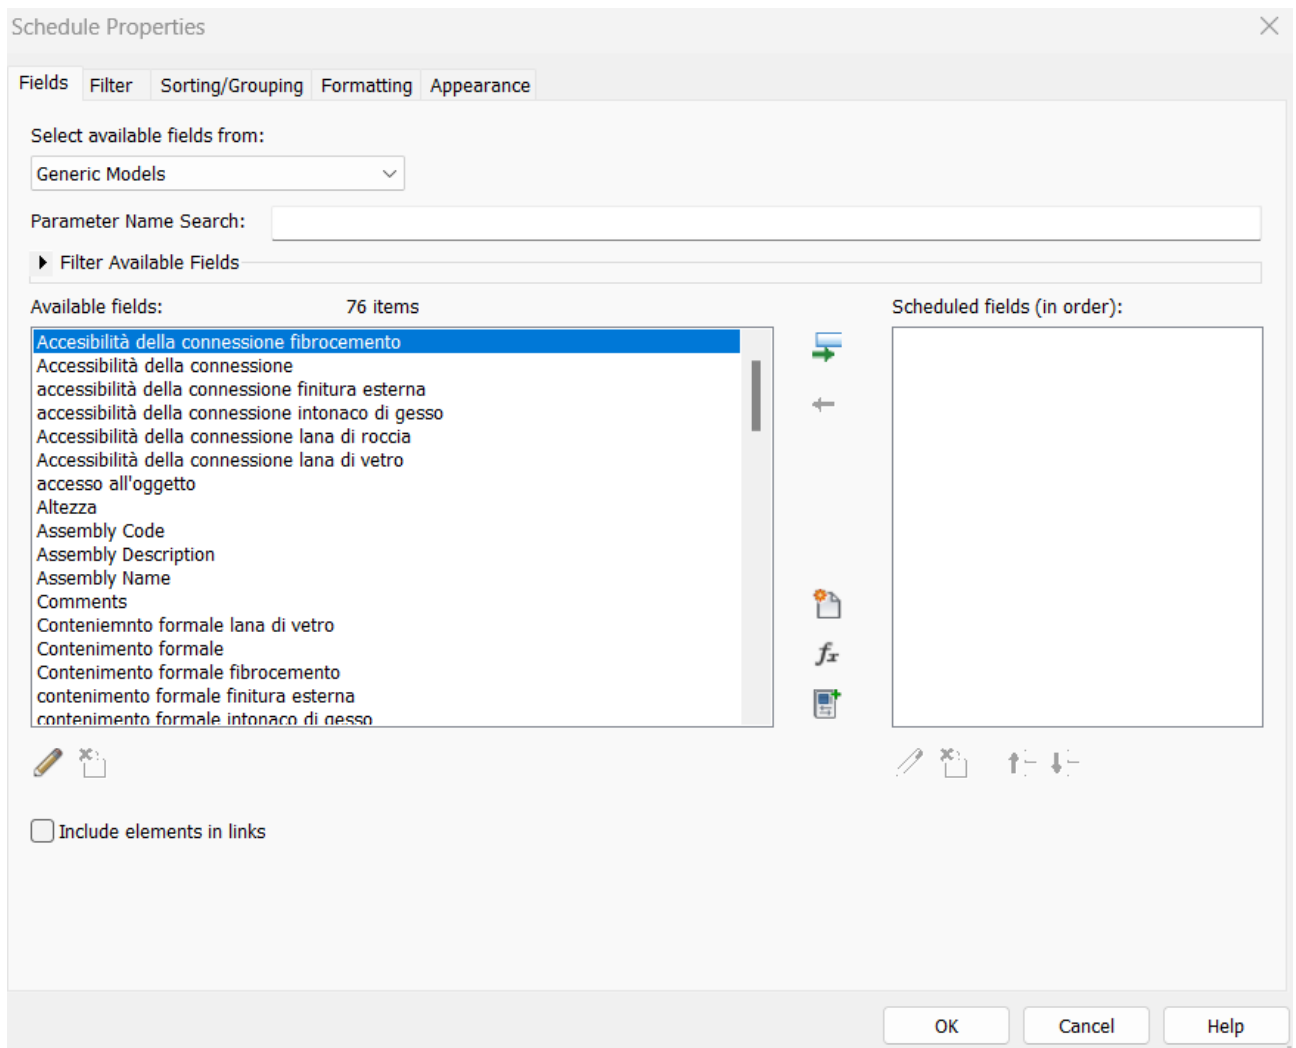 Schedule Properties
Fields Filter Sorting/Grouping Formatting Appearance
Select available fields from:
Generic Models
Parameter Name Search:
Filter Available Fields
Available fields: 76 items Scheduled fields (in order):
Accesibilità della connessione fibrocemento
Accessibilità della connessione
accessibilità della connessione finitura esterna
accessibilità della connessione intonaco di gesso
Accessibilità della connessione lana di roccia
Accessibilità della connessione lana di vetro
accesso all'oggetto
Altezza
Assembly Code
Assembly Description
Assembly Name
Comments
Conteniemnto formale lana di vetro
Contenimento formale
Contenimento formale fibrocemento
contenimento formale finitura esterna
contenimento formale intonaco di gesso
fx
Include elements in links
OK Cancel Help